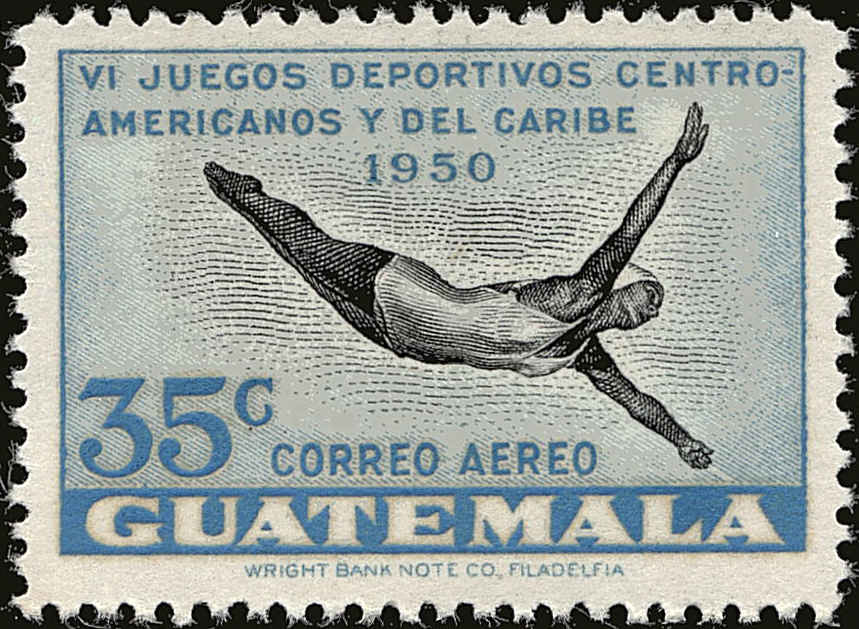 VI JUEGOS DEPORTIVOS CENTRO-
AMERICANOS Y DEL CARIBE
1950
35C
CORREO AEREO
GUATEMALA
WRIGHT BANK NOTE CO., FILADELFIA